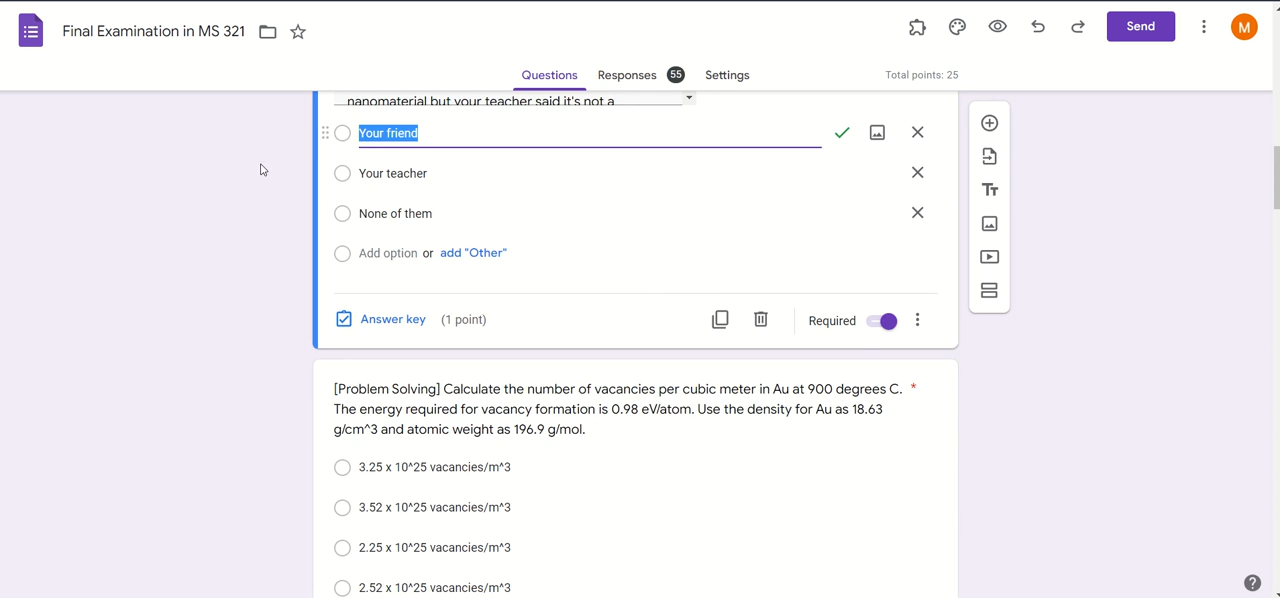 Final Examination in MS 321
Send
M
Questions
Responses 55
Settings
Total points: 25
nanomaterial but your teacher said it's not a
Your friend
Your teacher
None of them
Add option or add "Other"
Answer key (1 point)
Required
Tт
[Problem Solving] Calculate the number of vacancies per cubic meter in Au at 900 degrees C. *
The energy required for vacancy formation is 0.98 eV/atom. Use the density for Au as 18.63
g/cm^3 and atomic weight as 196.9 g/mol.
3.25 x 10^25 vacancies/m^3
3.52 x 10^25 vacancies/m^3
2.25 x 10^25 vacancies/m^3
2.52 x 10^25 vacancies/m^3